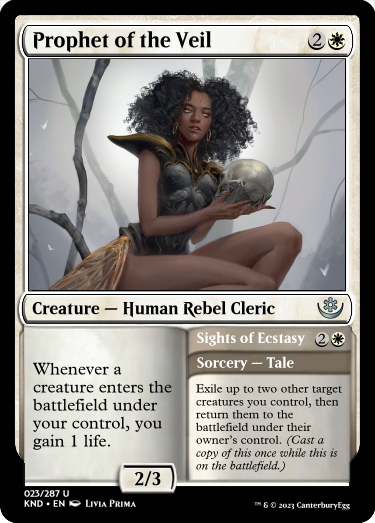 Prophet of the Veil 2
Creature — Human Rebel Cleric
Whenever a
creature enters the
battlefield under
your control, you
gain 1 life.
Sights of Ecstasy 2
Sorcery — Tale
Exile up to two other target
creatures you control, then
return them to the
battlefield under their
owner's control. (Cast a
copy of this once while this is
on the battlefield.)
2/3
023/287 U
KND • EN Livia Prima
™ & © 2023 CanterburyEgg